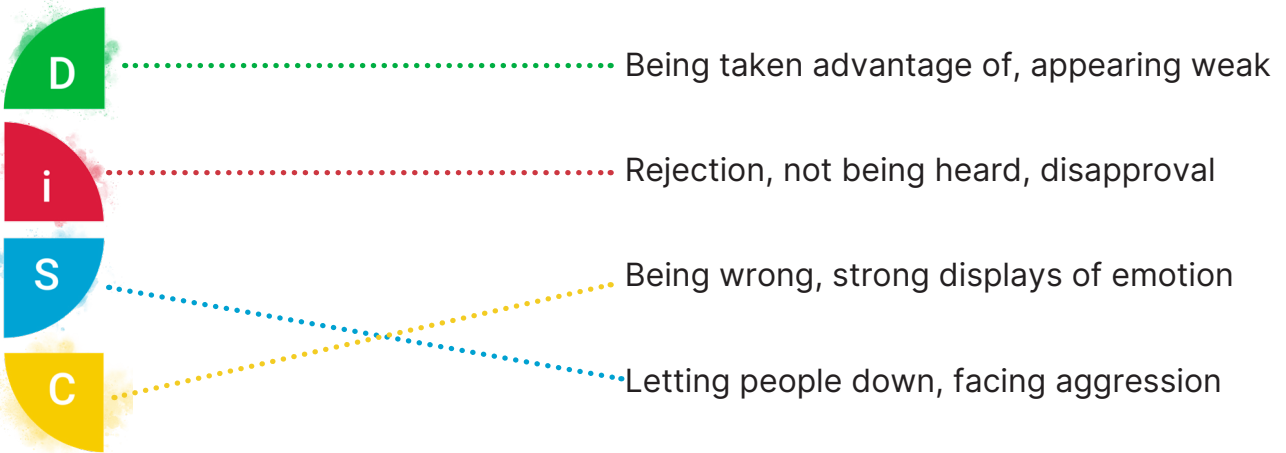 D
Being taken advantage of, appearing weak
i
Rejection, not being heard, disapproval
S
Being wrong, strong displays of emotion
C
Letting people down, facing aggression